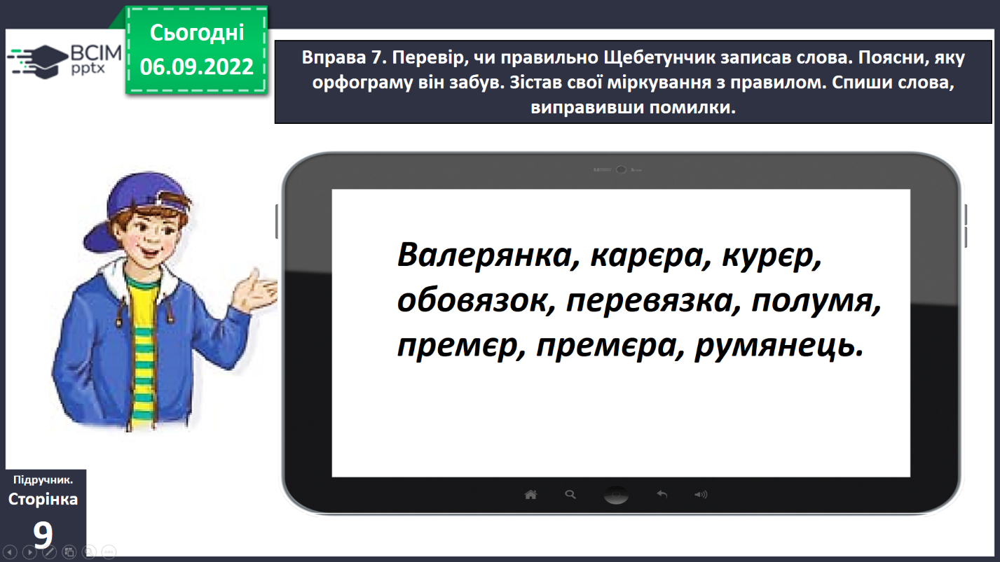 Сьогодні
06.09.2022
ВСІМ
pptx
Вправа 7. Перевір, чи правильно Щебетунчик записав слова. Поясни, яку
орфограму він забув. Зістав свої міркування з правилом. Спиши слова,
виправивши помилки.
Валерянка, карєра, курєр,
обовязок, перевязка, полумя,
премєр, премєра, румянець.
Підручник.
Сторінка
9